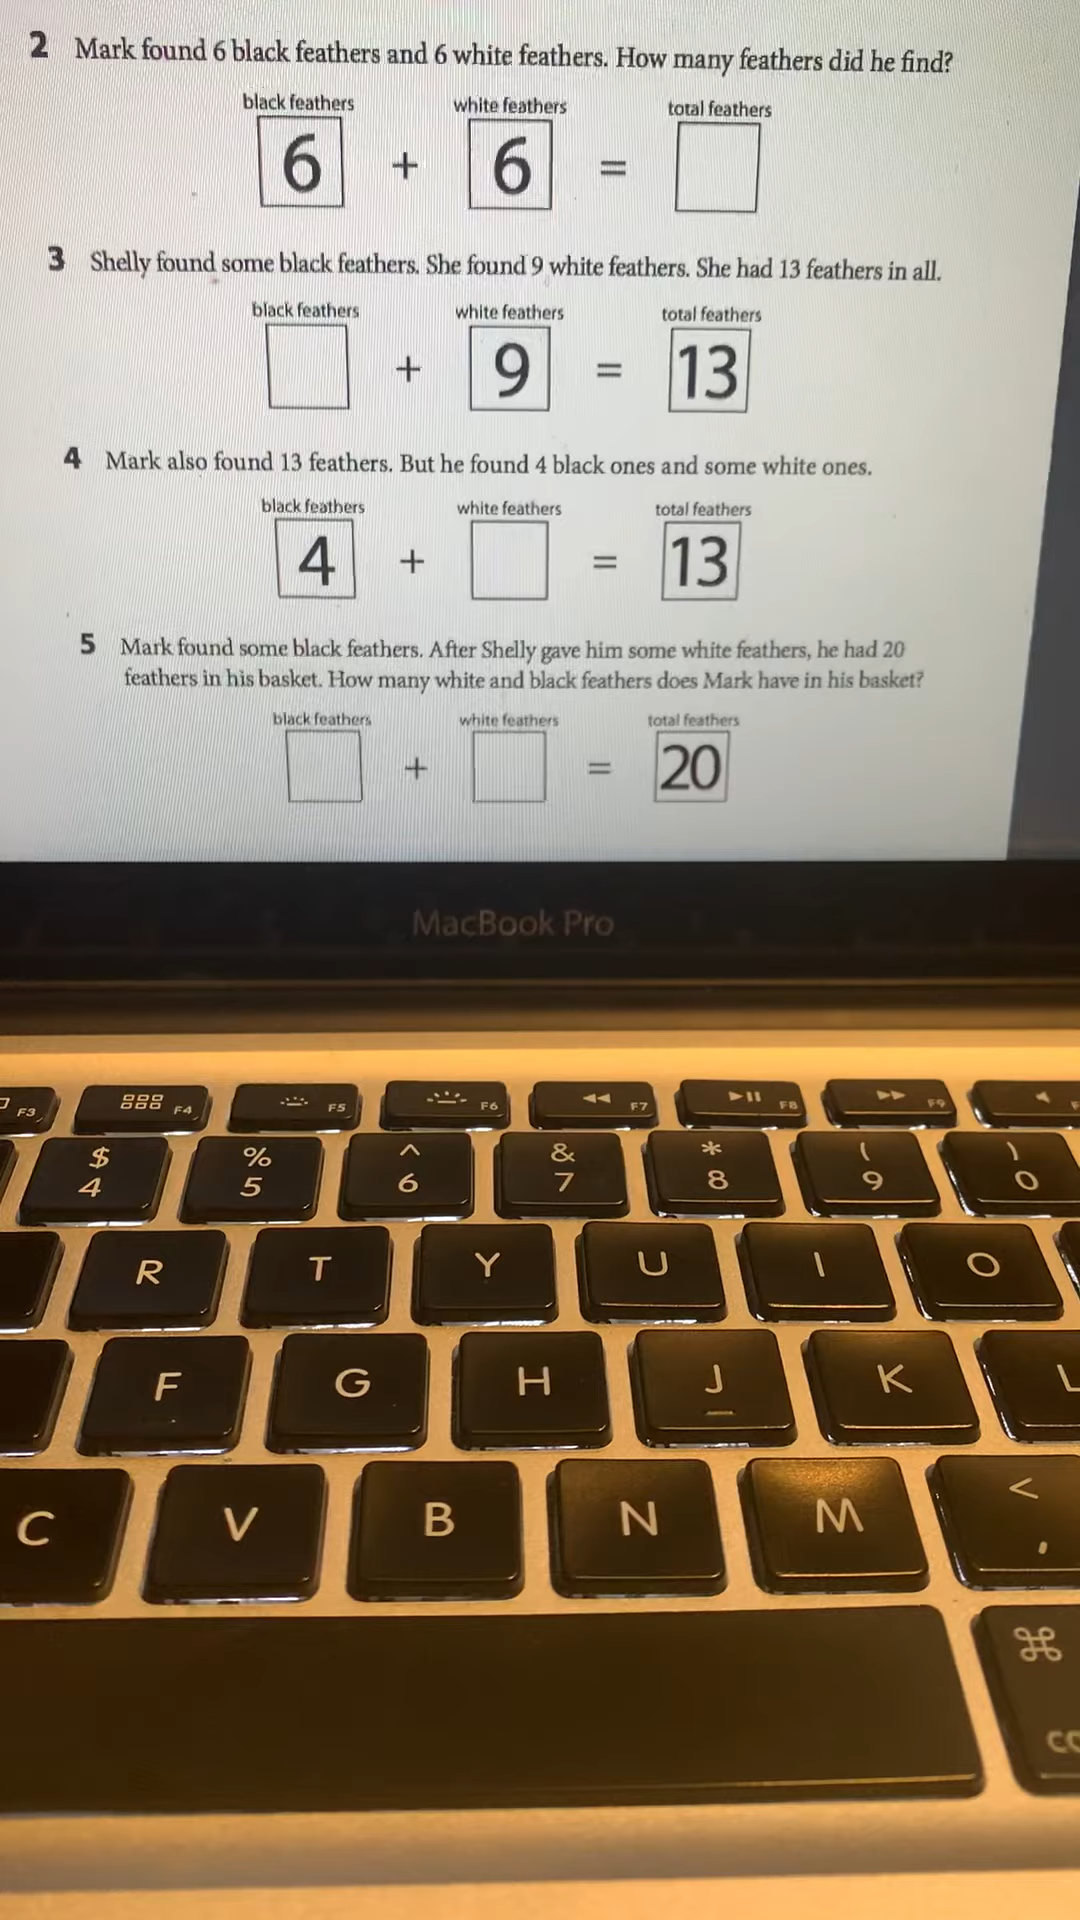 2 Mark found 6 black feathers and 6 white feathers. How many feathers did he find?
black feathers white feathers total feathers
6 + 6 =
3 Shelly found some black feathers. She found 9 white feathers. She had 13 feathers in all.
black feathers white feathers total feathers
+ 9 = 13
4 Mark also found 13 feathers. But he found 4 black ones and some white ones.
black feathers white feathers total feathers
4 + = 13
5 Mark found some black feathers. After Shelly gave him some white feathers, he had 20
feathers in his basket. How many white and black feathers does Mark have in his basket?
black feathers white feathers total feathers
+ = 20
MacBook Pro
F3 F4 F5 F6 F7 F8 F9
$ % ^ & * ( )
4 5 6 7 8 9 0
R T Y U I O
F G H J K L
C V B N M <
,
⌘